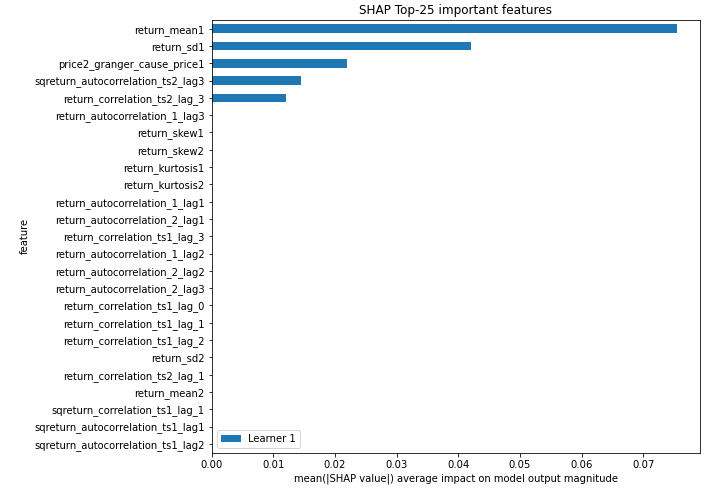 SHAP Top-25 important features
return_mean1
return_sd1
price2_granger_cause_price1
sqreturn_autocorrelation_ts2_lag3
return_correlation_ts2_lag_3
return_autocorrelation_1_lag3
return_skew1
return_skew2
return_kurtosis1
return_kurtosis2
return_autocorrelation_1_lag1
return_autocorrelation_2_lag1
return_correlation_ts1_lag_3
return_autocorrelation_1_lag2
return_autocorrelation_2_lag2
return_autocorrelation_2_lag3
return_correlation_ts1_lag_0
return_correlation_ts1_lag_1
return_correlation_ts1_lag_2
return_sd2
return_correlation_ts2_lag_1
return_mean2
sqreturn_correlation_ts1_lag_1
sqreturn_autocorrelation_ts1_lag1
sqreturn_autocorrelation_ts1_lag2
feature
Learner 1
0.00 0.01 0.02 0.03 0.04 0.05 0.06 0.07
mean(|SHAP value|) average impact on model output magnitude